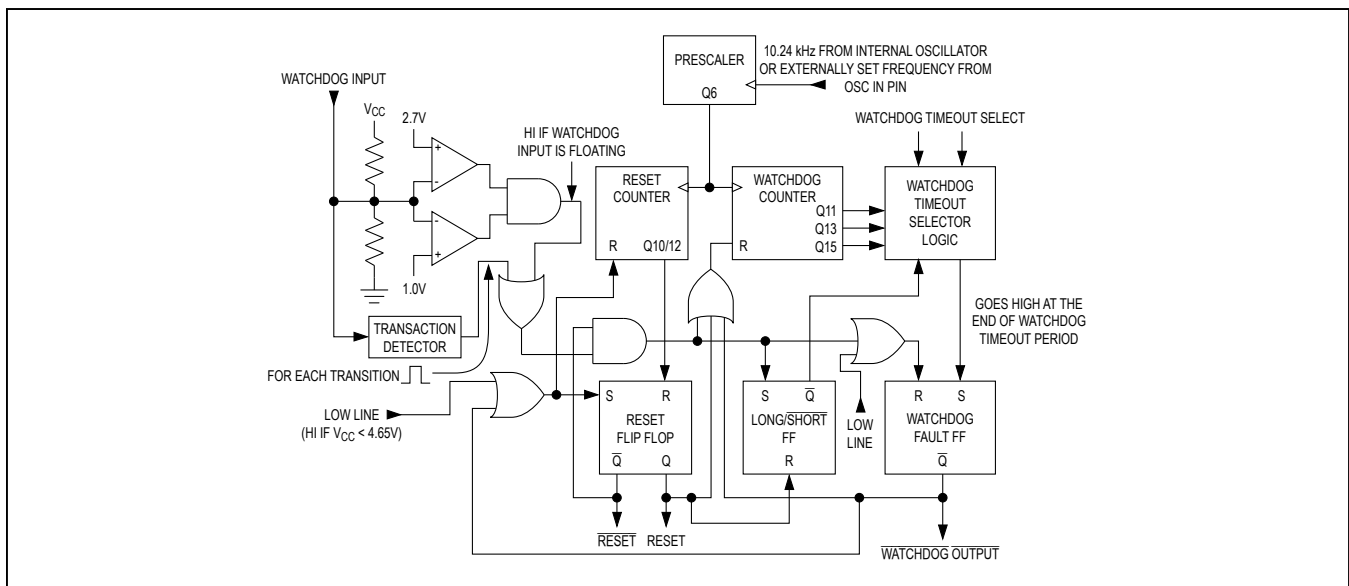 PRESCALER
Q6
10.24 kHz FROM INTERNAL OSCILLATOR
OR EXTERNALLY SET FREQUENCY FROM
OSC IN PIN
WATCHDOG INPUT
VCC
2.7V
+
-
-
+
1.0V
HI IF WATCHDOG
INPUT IS FLOATING
WATCHDOG TIMEOUT SELECT
RESET
COUNTER
R
Q10/12
WATCHDOG
COUNTER
Q11
Q13
Q15
R
WATCHDOG
TIMEOUT
SELECTOR
LOGIC
GOES HIGH AT THE
END OF WATCHDOG
TIMEOUT PERIOD
TRANSACTION
DETECTOR
FOR EACH TRANSITION
LOW LINE
(HI IF VCC < 4.65V)
S
R
RESET
FLIP FLOP
Q̅
Q
S
Q̅
LONG/S̅H̅O̅R̅T̅
FF
R
LOW
LINE
R
S
WATCHDOG
FAULT FF
Q̅
R̅E̅S̅E̅T̅
RESET
W̅A̅T̅C̅H̅D̅O̅G̅ O̅U̅T̅P̅U̅T̅